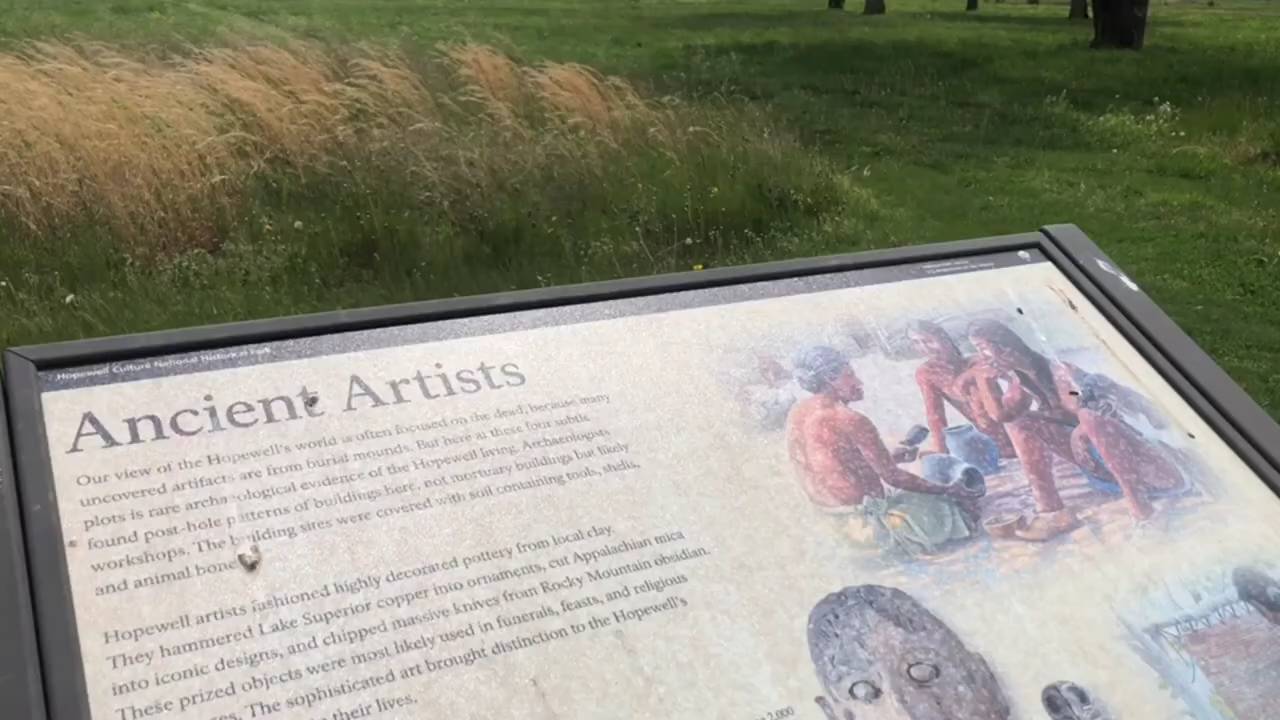 Hopewell Culture National Historical Park
Ancient Artists
Our view of the Hopewell's world is often focused on the dead, because many
uncovered artifacts are from burial mounds. But here at these four subtle
plots is rare archaeological evidence of the Hopewell living. Archaeologists
found post-hole patterns of buildings here, not mortuary buildings but likely
workshops. The building sites were covered with soil containing tools, shells,
and animal bone
Hopewell artists fashioned highly decorated pottery from local clay.
They hammered Lake Superior copper into ornaments, cut Appalachian mica
into iconic designs, and chipped massive knives from Rocky Mountain obsidian.
These prized objects were most likely used in funerals, feasts, and religious
The sophisticated art brought distinction to the Hopewell's
their lives.
2,000